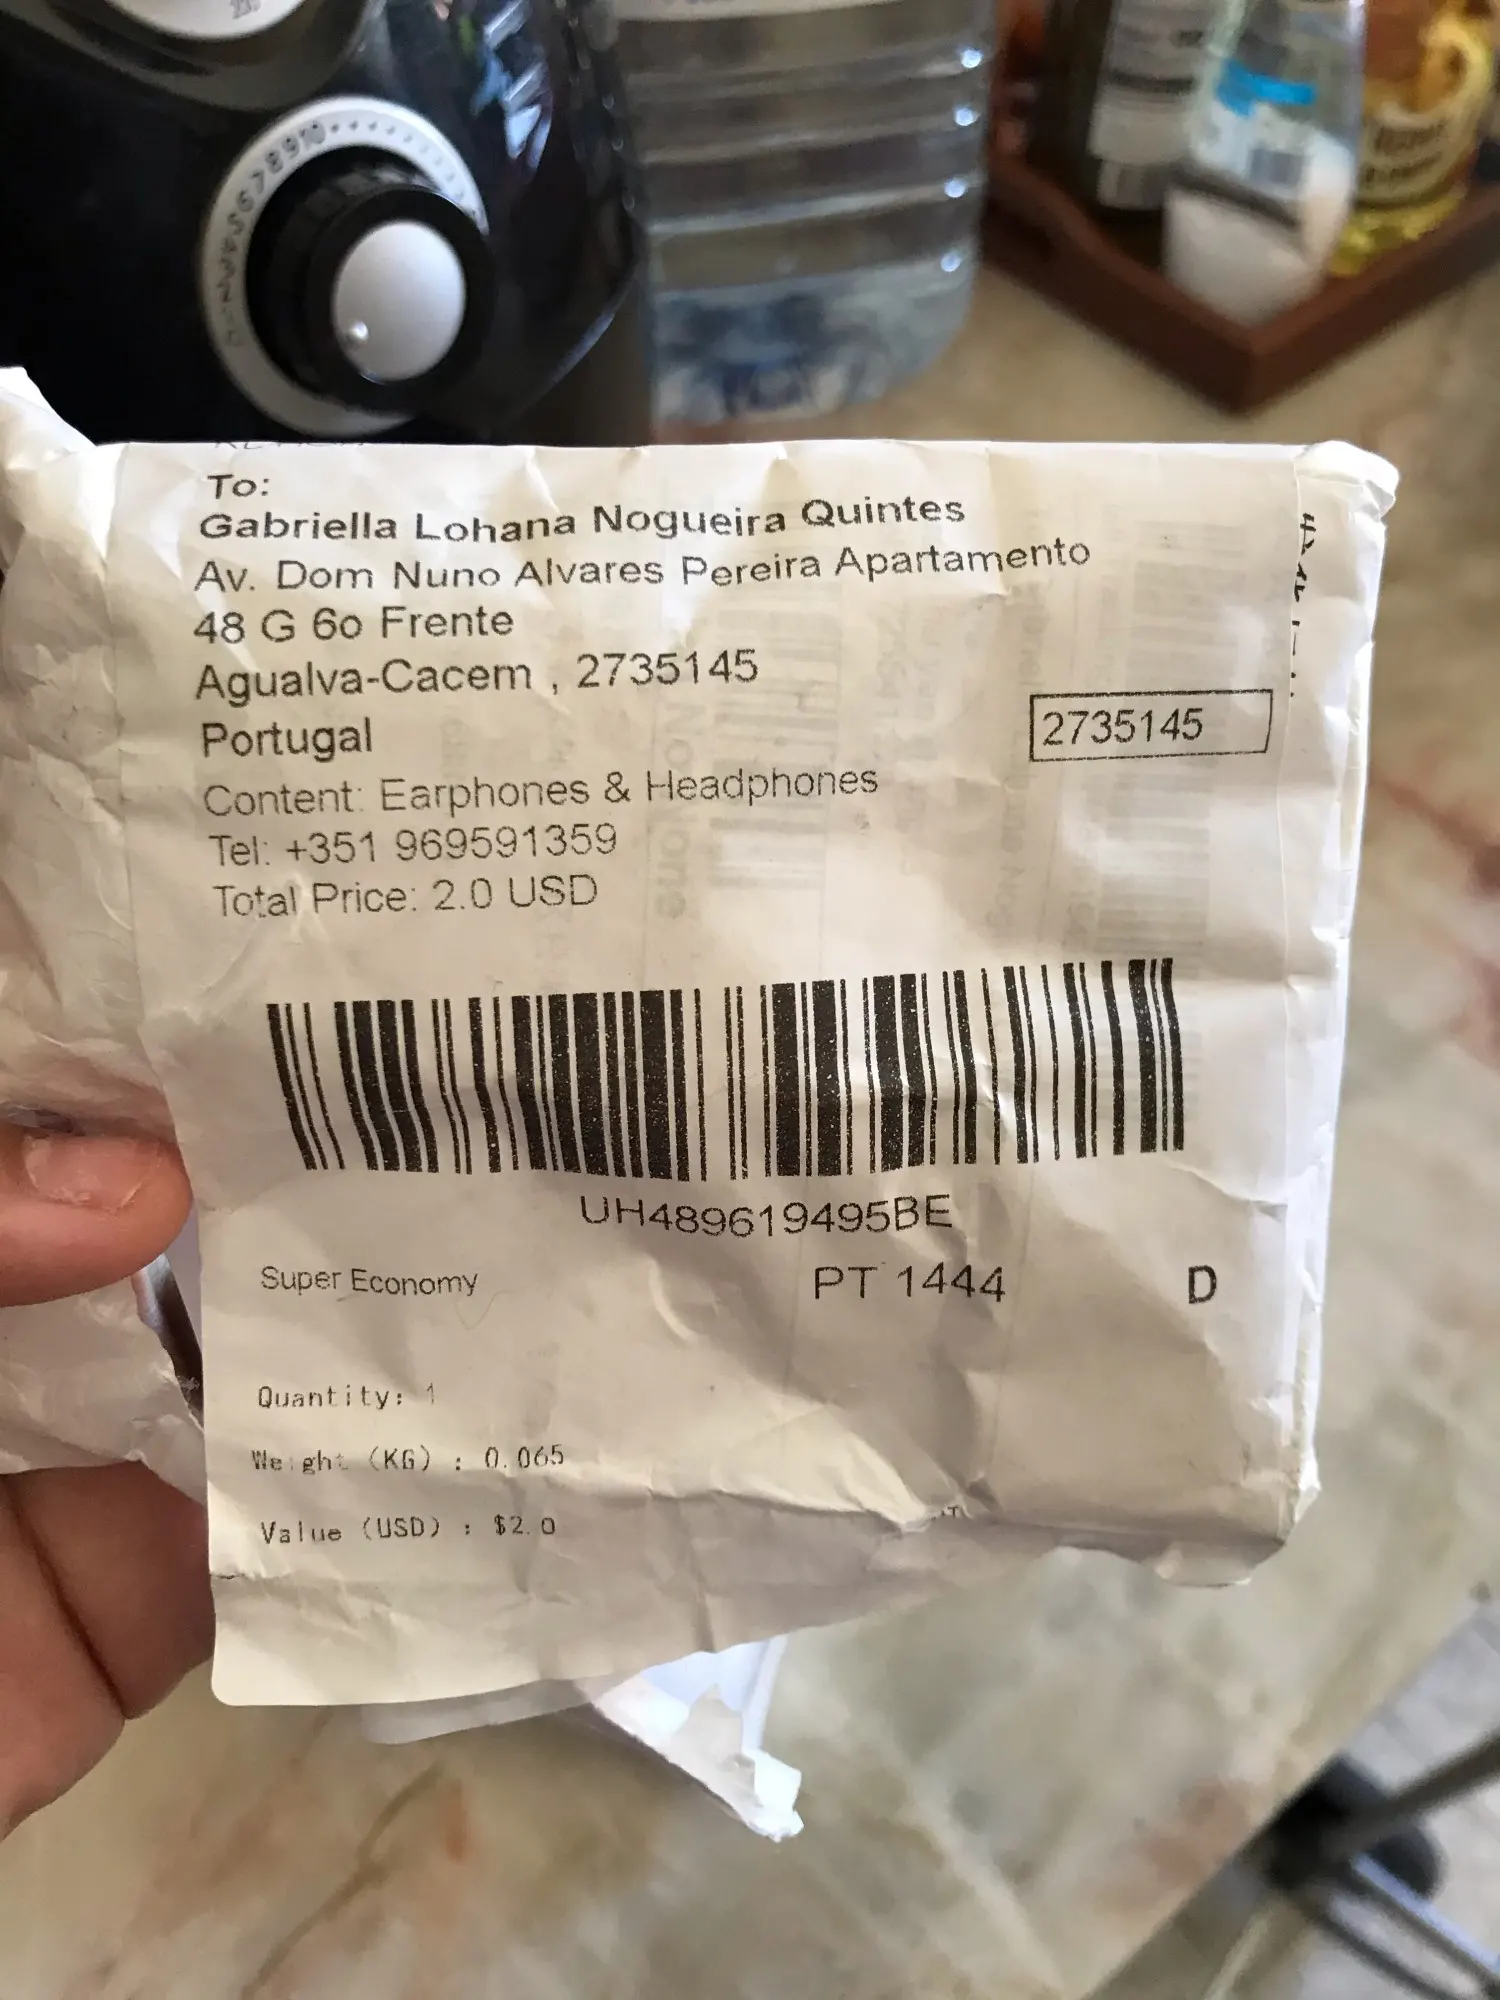 To:
Gabriella Lohana Nogueira Quintes
Av. Dom Nuno Alvares Pereira Apartamento
48 G 6o Frente
Agualva-Cacem , 2735145
Portugal
2735145
Content: Earphones & Headphones
Tel: +351 969591359
Total Price: 2.0 USD
UH489619495BE
Super Economy PT 1444 D
Quantity: 1
Weight (KG) : 0.065
Value (USD) : $2.0